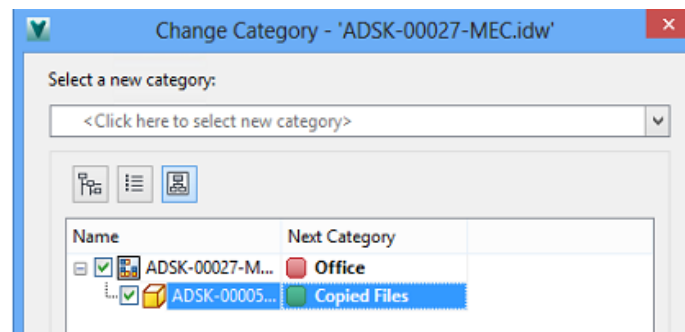 Change Category - 'ADSK-00027-MEC.idw'
Select a new category:
<Click here to select new category>
Name Next Category
ADSK-00027-M... Office
ADSK-00005... Copied Files